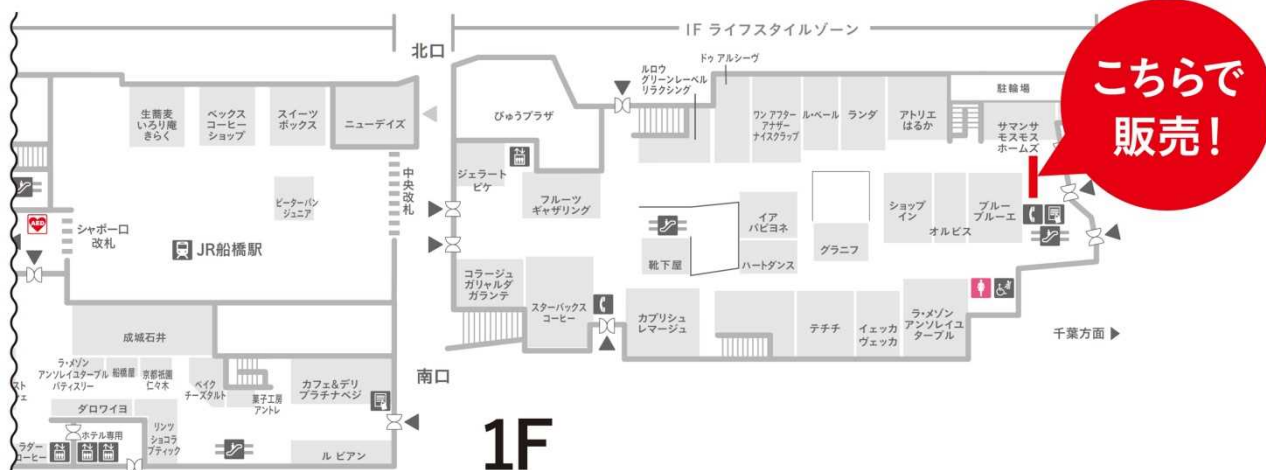 1F ライフスタイルゾーン
北口
こちらで
販売！
生蕎麦
いろり庵
きらく
ベックス
コーヒー
ショップ
スイーツ
ボックス
ニューデイズ
びゅうプラザ
ルロウ
グリーンレーベル
リラクシング
ドゥ アルシーヴ
ワン アフター
アナザー
ナイスクラップ
ル・ベール
ランダ
アトリエ
はるか
駐輪場
サマンサ
モスモス
ホームズ
ジェラート
ピケ
フルーツ
ギャザリング
中央改札
ピーターパン
ジュニア
AED
シャポー口
改札
JR船橋駅
靴下屋
イア
パピヨネ
ハートダンス
グラニフ
ショップ
イン
オルビス
ブルー
ブルーエ
コラージュ
ガリャルダ
ガランテ
スターバックス
コーヒー
カプリシュ
レマージュ
テチチ
イェッカ
ヴェッカ
ラ・メゾン
アンソレイユ
ターブル
千葉方面
成城石井
南口
ラ・メゾン
アンソレイユターブル
パティスリー
船橋屋
京都祇園
仁々木
ベイク
チーズタルト
菓子工房
アントレ
カフェ&デリ
プラチナベジ
ダロワイヨ
リンツ
ショコラ
ブティック
ホテル専用
ル ビアン
1F